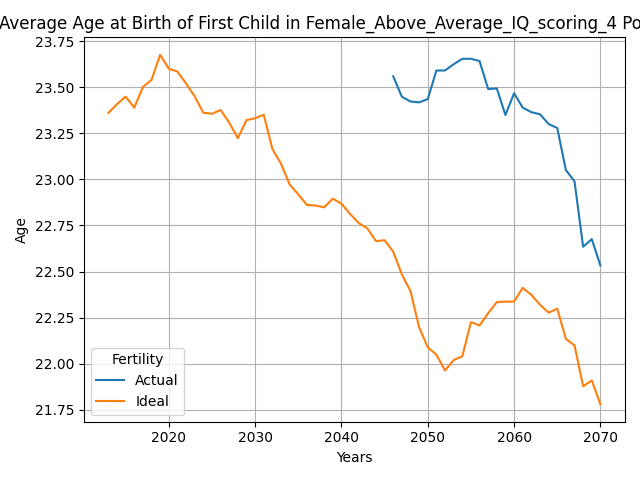 Average Age at Birth of First Child in Female_Above_Average_IQ_scoring_4 Po
23.75
23.50
23.25
23.00
22.75
22.50
22.25
22.00
21.75
Age
Fertility
Actual
Ideal
2020 2030 2040 2050 2060 2070
Years